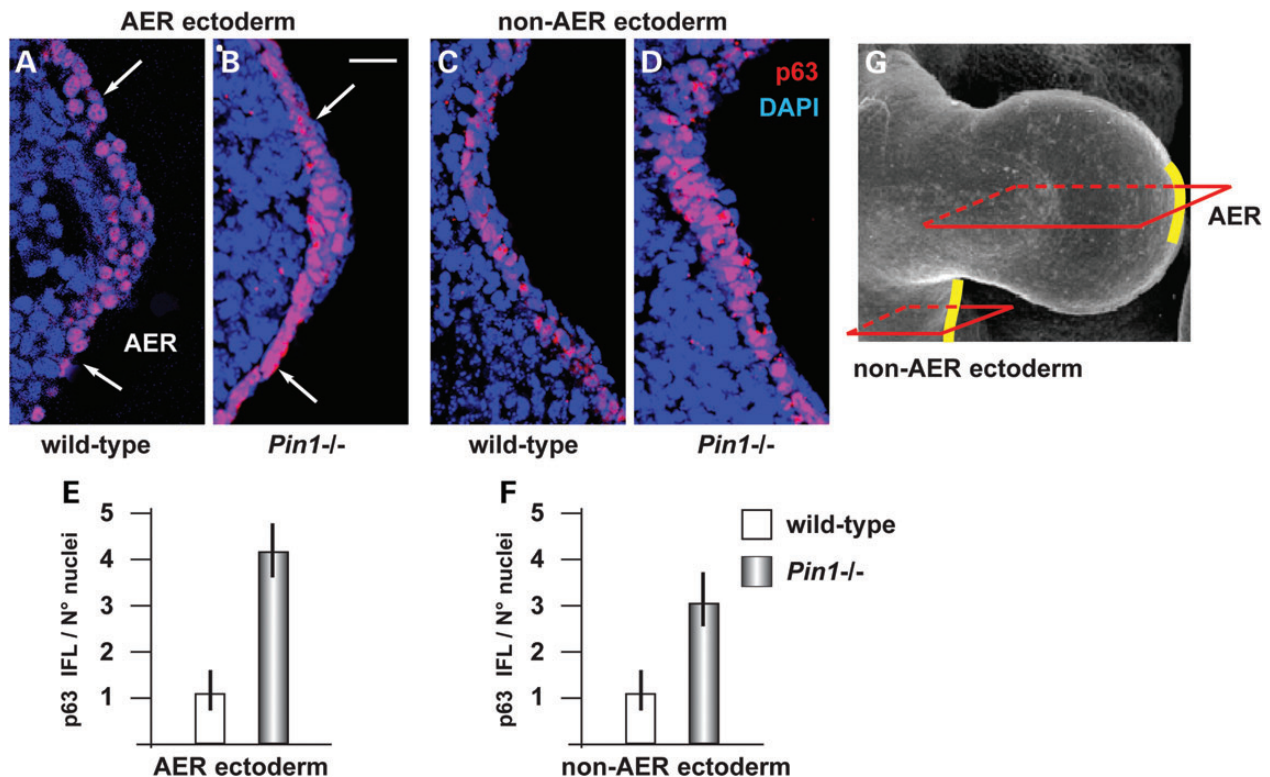 AER ectoderm
non-AER ectoderm
A
B
C
D
p63
DAPI
G
AER
AER
non-AER ectoderm
wild-type
Pin1-/-
wild-type
Pin1-/-
E
5
4
3
2
1
p63 IFL / N° nuclei
AER ectoderm
F
5
4
3
2
1
p63 IFL / N° nuclei
non-AER ectoderm
wild-type
Pin1-/-